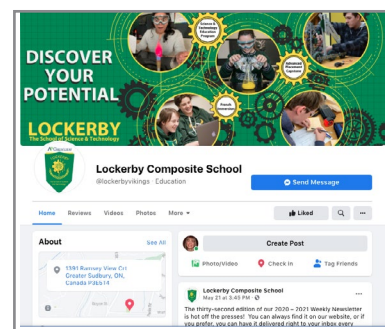 Science &
Technology
Education
Program
DISCOVER
YOUR
POTENTIAL
Advanced
Placement
Capstone
French
Immersion
LOCKERBY
The School of Science & Technology
Lockerby Composite School
@lockerbyvikings · Education
Send Message
Home Reviews Videos Photos More
Liked
About See All
1391 Ramsey View Crt
Greater Sudbury, ON,
Canada P3E5T4
Create Post
Photo/Video Check In Tag Friends
Lockerby Composite School
May 21 at 3:45 PM ·
The thirty-second edition of our 2020 - 2021 Weekly Newsletter
is hot off the presses! You can always find it on our website, or if
you prefer, you can have it delivered right to your inbox every